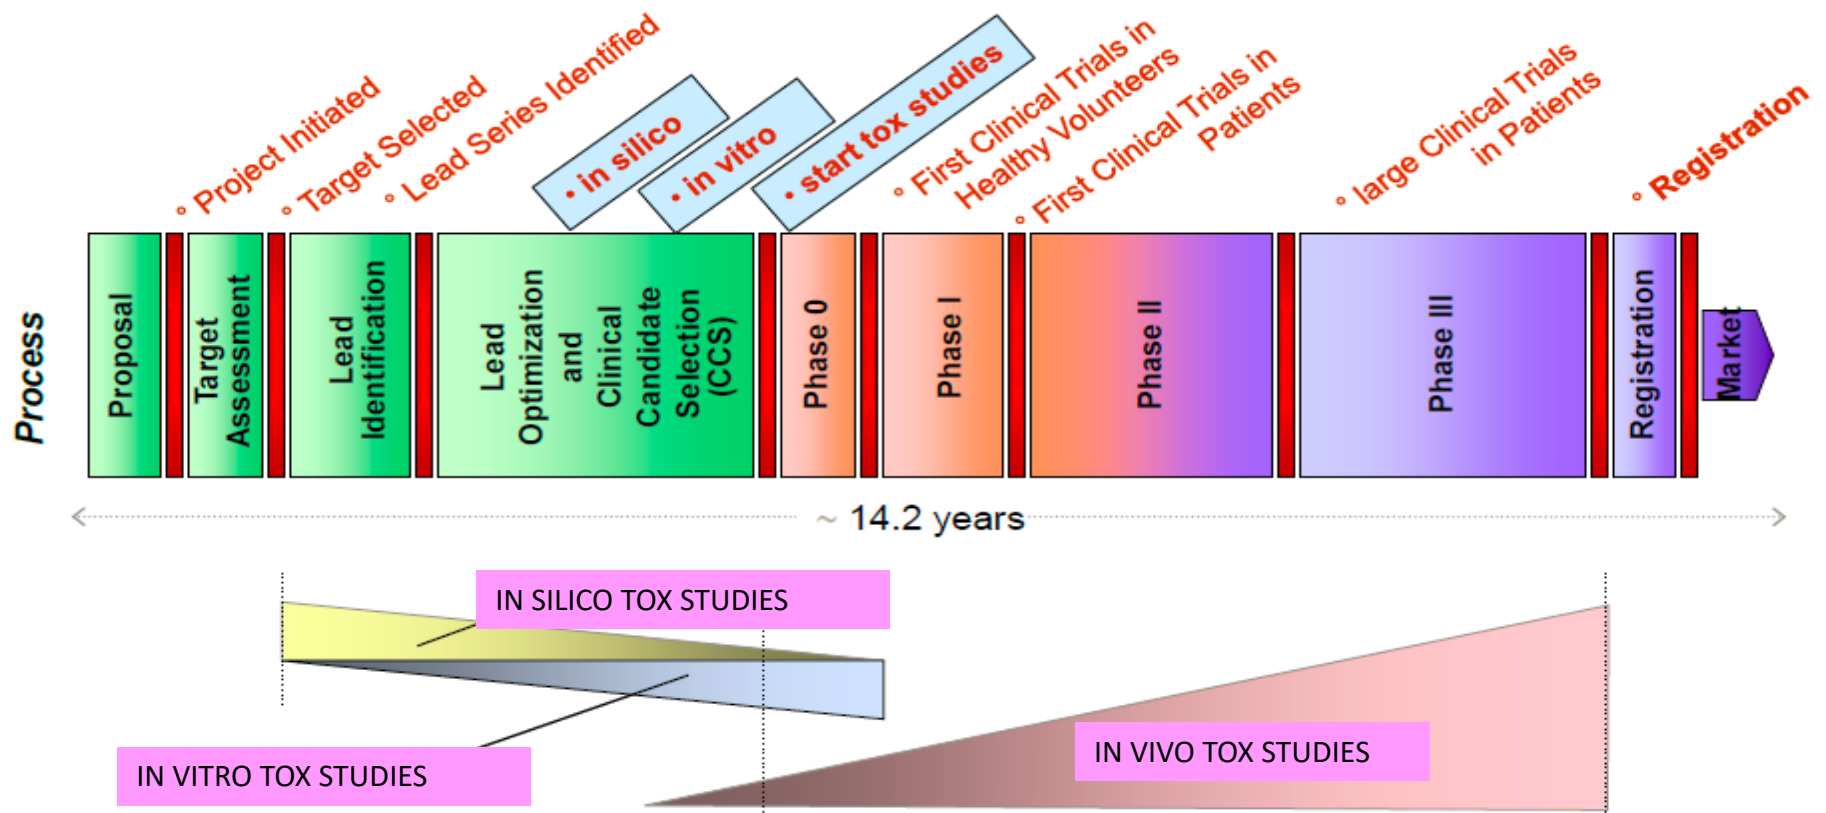 ° Project Initiated
° Target Selected
° Lead Series Identified
• in silico
• in vitro
• start tox studies
° First Clinical Trials in
Healthy Volunteers
° First Clinical Trials in
Patients
° large Clinical Trials
in Patients
° Registration
Process
Proposal
Target
Assessment
Lead
Identification
Lead
Optimization
and
Clinical
Candidate
Selection
(CCS)
Phase 0
Phase I
Phase II
Phase III
Registration
Market
~ 14.2 years
IN SILICO TOX STUDIES
IN VITRO TOX STUDIES
IN VIVO TOX STUDIES